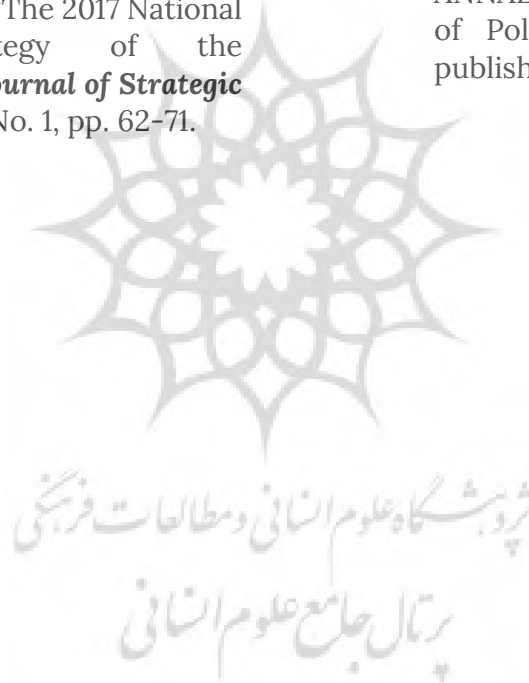 The 2017 National
tegy of the
ournal of Strategic
No. 1, pp. 62-71.
of Pol
publish
پژوهشگاه علوم انسانی و مطالعات فرهنگی
پرتال جامع علوم انسانی